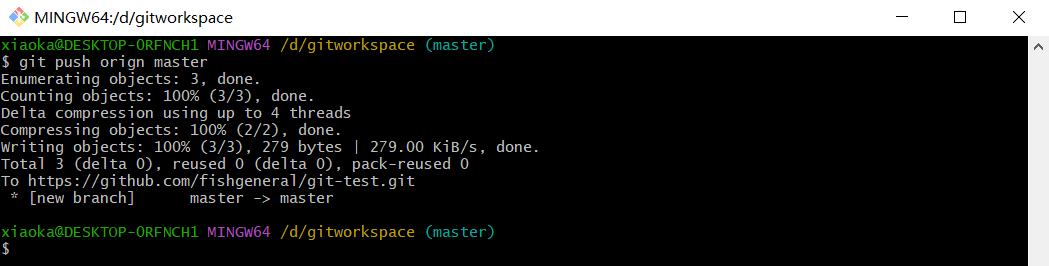 MINGW64:/d/gitworkspace
xiaoka@DESKTOP-ORFNCH1 MINGW64 /d/gitworkspace (master)
$ git push orign master
Enumerating objects: 3, done.
Counting objects: 100% (3/3), done.
Delta compression using up to 4 threads
Compressing objects: 100% (2/2), done.
Writing objects: 100% (3/3), 279 bytes | 279.00 KiB/s, done.
Total 3 (delta 0), reused 0 (delta 0), pack-reused 0
To https://github.com/fishgeneral/git-test.git
 * [new branch]      master -> master
xiaoka@DESKTOP-ORFNCH1 MINGW64 /d/gitworkspace (master)
$